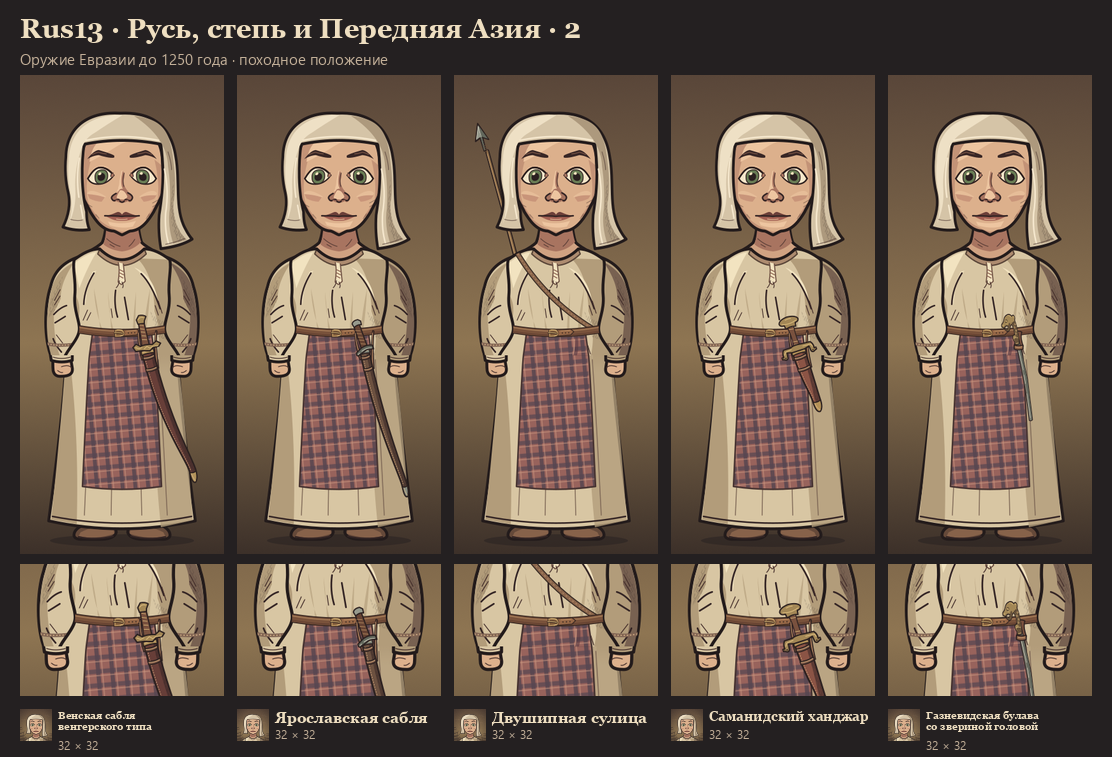 Rus13 · Русь, степь и Передняя Азия · 2
Оружие Евразии до 1250 года · походное положение
Венская сабля
венгерского типа
32 × 32
Ярославская сабля
32 × 32
Двушипная сулица
32 × 32
Саманидский ханджар
32 × 32
Газневидская булава
со звериной головой
32 × 32